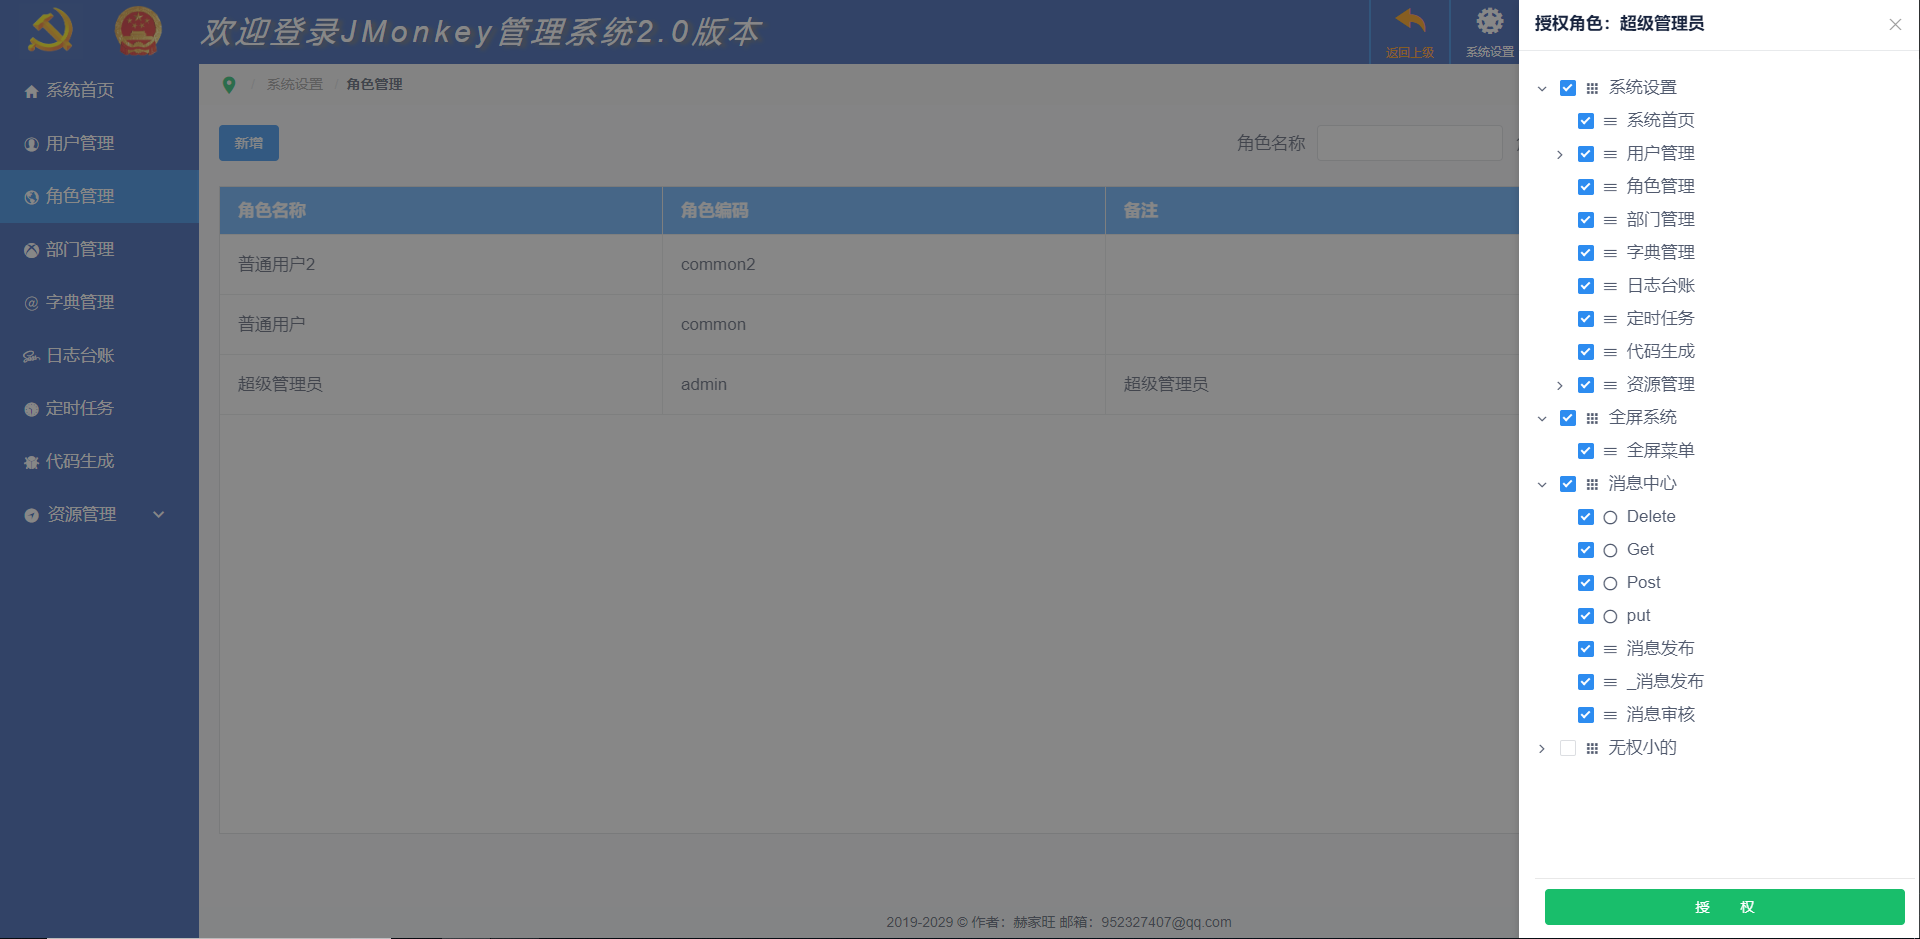 欢迎登录JMonkey管理系统2.0版本
返回上级
系统设置
系统首页
用户管理
角色管理
部门管理
@ 字典管理
日志台账
定时任务
代码生成
资源管理
/ 系统设置 / 角色管理
新增
角色名称
角色名称 角色编码 备注
普通用户2 common2
普通用户 common
超级管理员 admin 超级管理员
2019-2029 © 作者：赫家旺 邮箱：952327407@qq.com
授权角色：超级管理员
系统设置
系统首页
用户管理
角色管理
部门管理
字典管理
日志台账
定时任务
代码生成
资源管理
全屏系统
全屏菜单
消息中心
Delete
Get
Post
put
消息发布
_消息发布
消息审核
无权小的
授 权